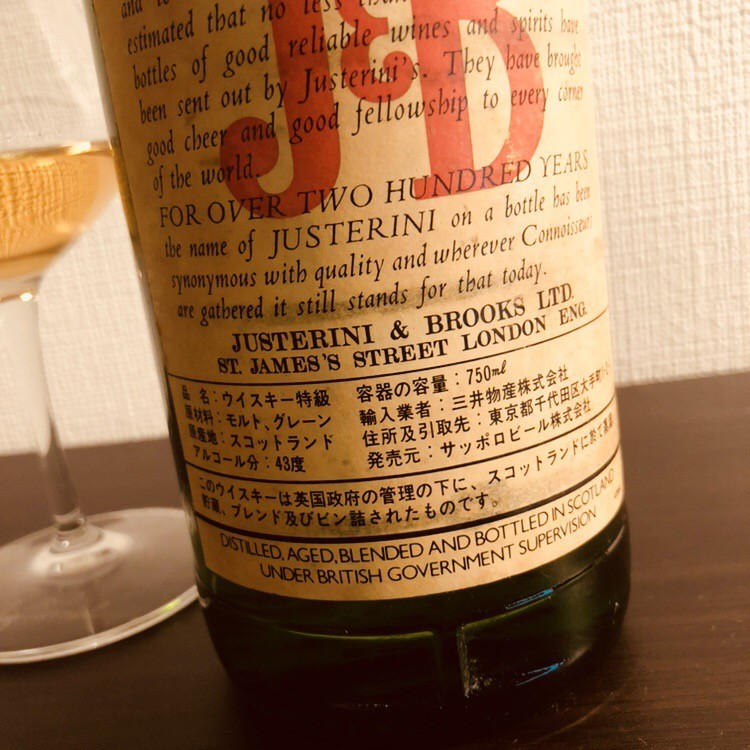 and to
estimated that no less than
bottles of good reliable wines and spirits have
been sent out by Justerini's. They have brought
good cheer and good fellowship to every corner
of the world.
J&B
FOR OVER TWO HUNDRED YEARS
the name of JUSTERINI on a bottle has been
synonymous with quality and wherever Connoisseurs
are gathered it still stands for that today.
JUSTERINI & BROOKS LTD.
ST. JAMES'S STREET LONDON ENG.
品名:ウイスキー特級
原材料:モルト、グレーン
原産地:スコットランド
アルコール分:43度
容器の容量:750ml
輸入業者:三井物産株式会社
住所及引取先:東京都千代田区大手町
発売元:サッポロビール株式会社
このウイスキーは英国政府の管理の下に、スコットランドに於て蒸溜、
貯蔵、ブレンド及びビン詰されたものです。
DISTILLED, AGED, BLENDED AND BOTTLED IN SCOTLAND
UNDER BRITISH GOVERNMENT SUPERVISION